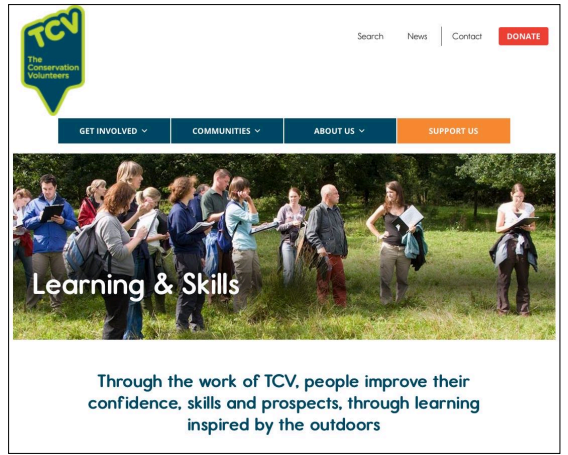 TCV
The
Conservation
Volunteers
Search News Contact DONATE
GET INVOLVED COMMUNITIES ABOUT US SUPPORT US
Learning & Skills
Through the work of TCV, people improve their
confidence, skills and prospects, through learning
inspired by the outdoors